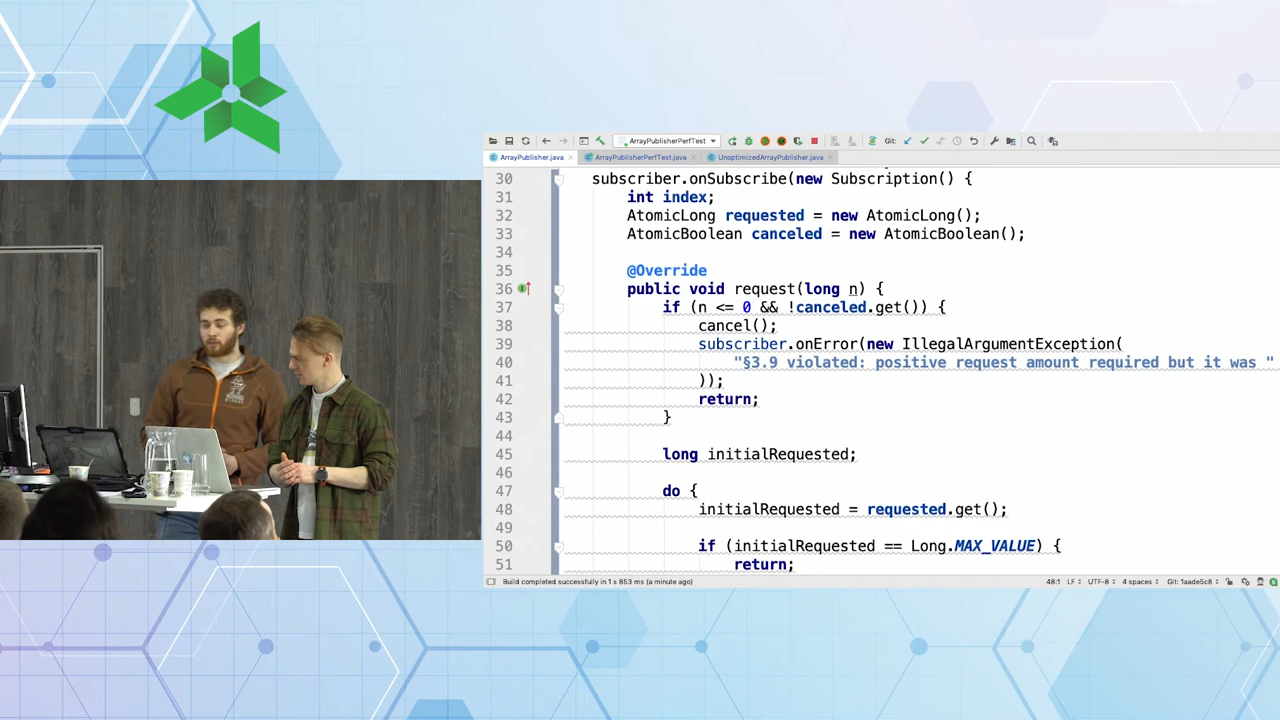 ArrayPublisherPerfTest
Git:
ArrayPublisher.java
ArrayPublisherPerfTest.java
UnoptimizedArrayPublisher.java
30 subscriber.onSubscribe(new Subscription() {
31 int index;
32 AtomicLong requested = new AtomicLong();
33 AtomicBoolean canceled = new AtomicBoolean();
34
35 @Override
36 public void request(long n) {
37 if (n <= 0 && !canceled.get()) {
38 cancel();
39 subscriber.onError(new IllegalArgumentException(
40 "§3.9 violated: positive request amount required but it was "
41 ));
42 return;
43 }
44
45 long initialRequested;
46
47 do {
48 initialRequested = requested.get();
49
50 if (initialRequested == Long.MAX_VALUE) {
51 return;
Build completed successfully in 1 s 853 ms (a minute ago)
48:1 LF UTF-8 4 spaces Git: 1aade5c8